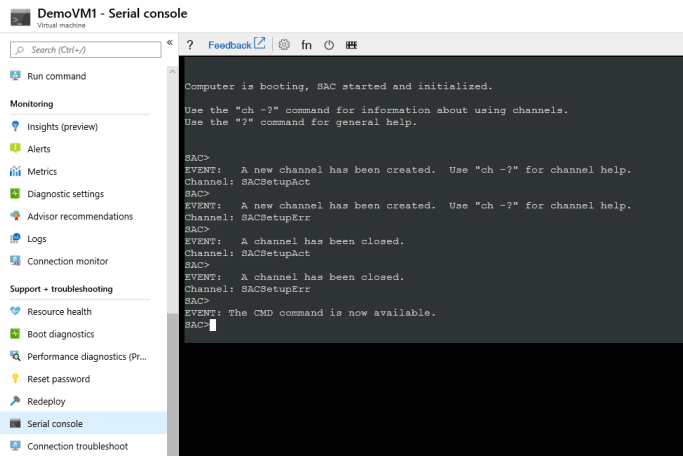 DemoVM1 - Serial console
Virtual machine
Search (Ctrl+/)
«
? Feedback fn
Run command
Monitoring
Insights (preview)
Alerts
Metrics
Diagnostic settings
Advisor recommendations
Logs
Connection monitor
Support + troubleshooting
Resource health
Boot diagnostics
Performance diagnostics (Pr...
Reset password
Redeploy
Serial console
Connection troubleshoot
Computer is booting, SAC started and initialized.
Use the "ch -?" command for information about using channels.
Use the "?" command for general help.
SAC>
EVENT: A new channel has been created. Use "ch -?" for channel help.
Channel: SACSetupAct
SAC>
EVENT: A new channel has been created. Use "ch -?" for channel help.
Channel: SACSetupErr
SAC>
EVENT: A channel has been closed.
Channel: SACSetupAct
SAC>
EVENT: A channel has been closed.
Channel: SACSetupErr
SAC>
EVENT: The CMD command is now available.
SAC>